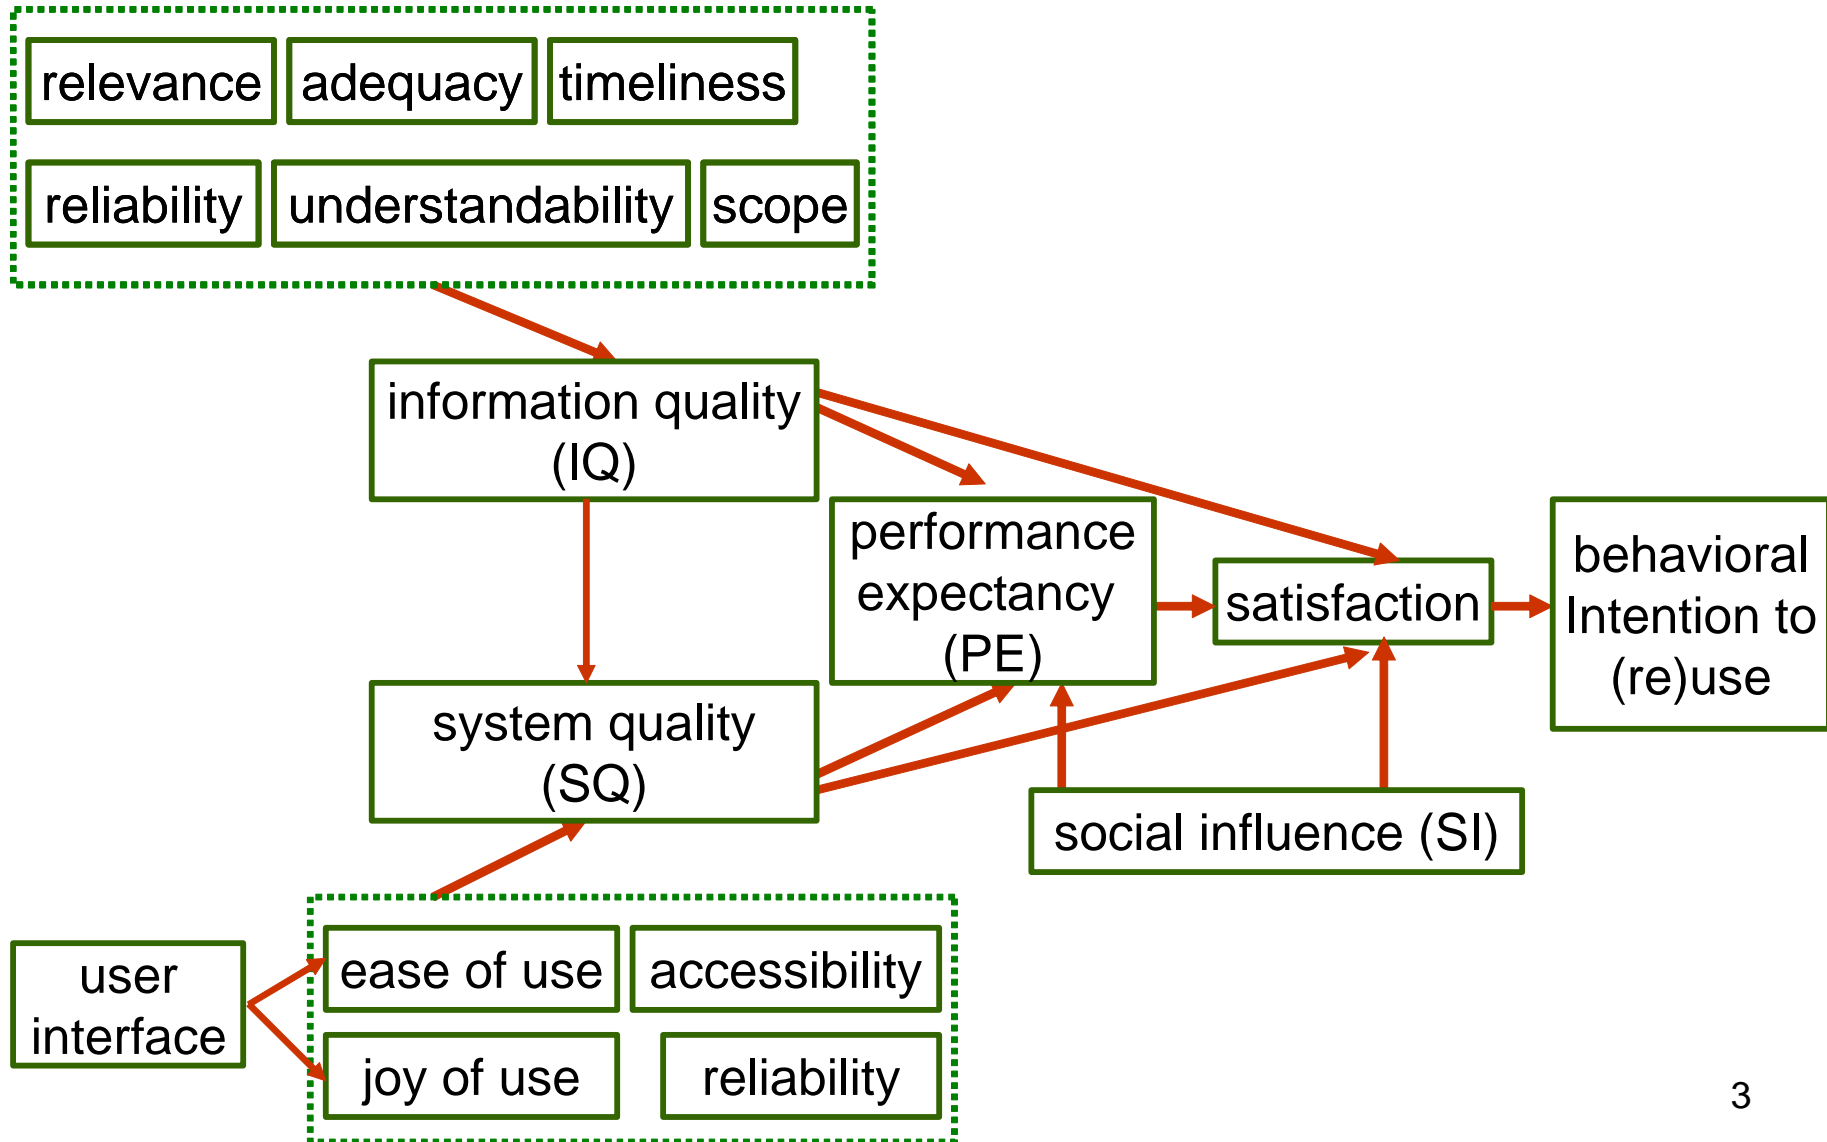 relevance
adequacy
timeliness
reliability
understandability
scope
information quality
(IQ)
performance
expectancy
(PE)
satisfaction
behavioral
Intention to
(re)use
system quality
(SQ)
social influence (SI)
user
interface
ease of use
accessibility
joy of use
reliability
3